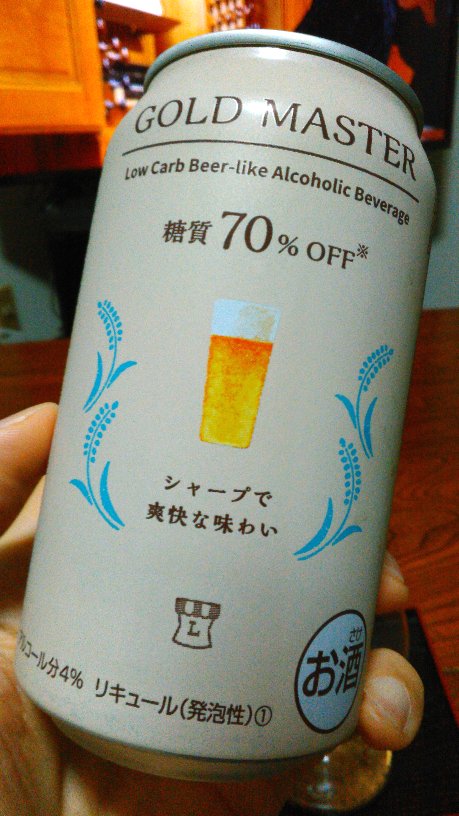 GOLD MASTER
Low Carb Beer-like Alcoholic Beverage
糖質 70% OFF※
シャープで
爽快な味わい
L
アルコール分4% リキュール(発泡性)①
さけ
お酒